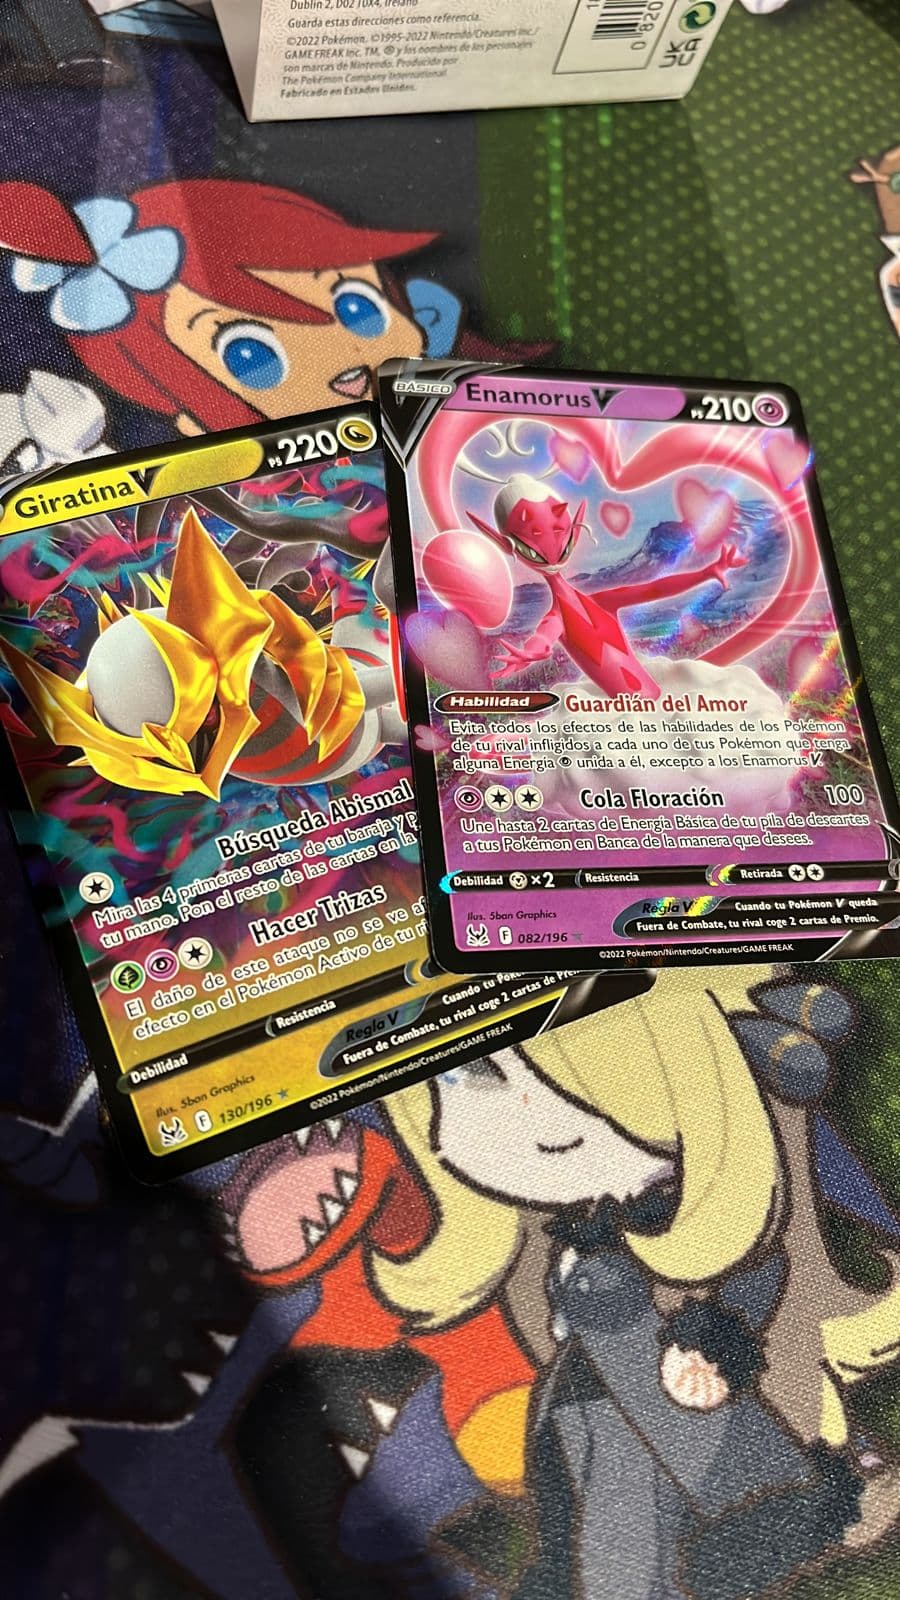 Dublin 2, D02 TDX4, Ireland
Guarda estas direcciones como referencia.
©2022 Pokémon. ©1995-2022 Nintendo/Creatures Inc./
GAME FREAK Inc. TM, ® y los nombres de los personajes
son marcas de Nintendo. Producido por
The Pokémon Company International.
Fabricado en Estados Unidos.
0 820
UK
CA
Giratina V
PS 220
Búsqueda Abismal
Mira las 4 primeras cartas de tu baraja y
tu mano. Pon el resto de las cartas en la
Hacer Trizas
El daño de este ataque no se ve
efecto en el Pokémon Activo de tu
Debilidad
Resistencia
Regla V
Cuando tu
Fuera de Combate, tu rival coge 2 cartas de
Ilus. 5ban Graphics
F 130/196
©2022 Pokémon/Nintendo/Creatures/GAME FREAK
BÁSICO
Enamorus V
PS 210
Habilidad Guardián del Amor
Evita todos los efectos de las habilidades de los Pokémon
de tu rival infligidos a cada uno de tus Pokémon que tenga
alguna Energía unida a él, excepto a los Enamorus V.
Cola Floración 100
Une hasta 2 cartas de Energía Básica de tu pila de descartes
a tus Pokémon en Banca de la manera que desees.
Debilidad ×2 Resistencia Retirada
Ilus. 5ban Graphics
Regla V
Cuando tu Pokémon V queda
Fuera de Combate, tu rival coge 2 cartas de Premio.
F 082/196
©2022 Pokémon/Nintendo/Creatures/GAME FREAK